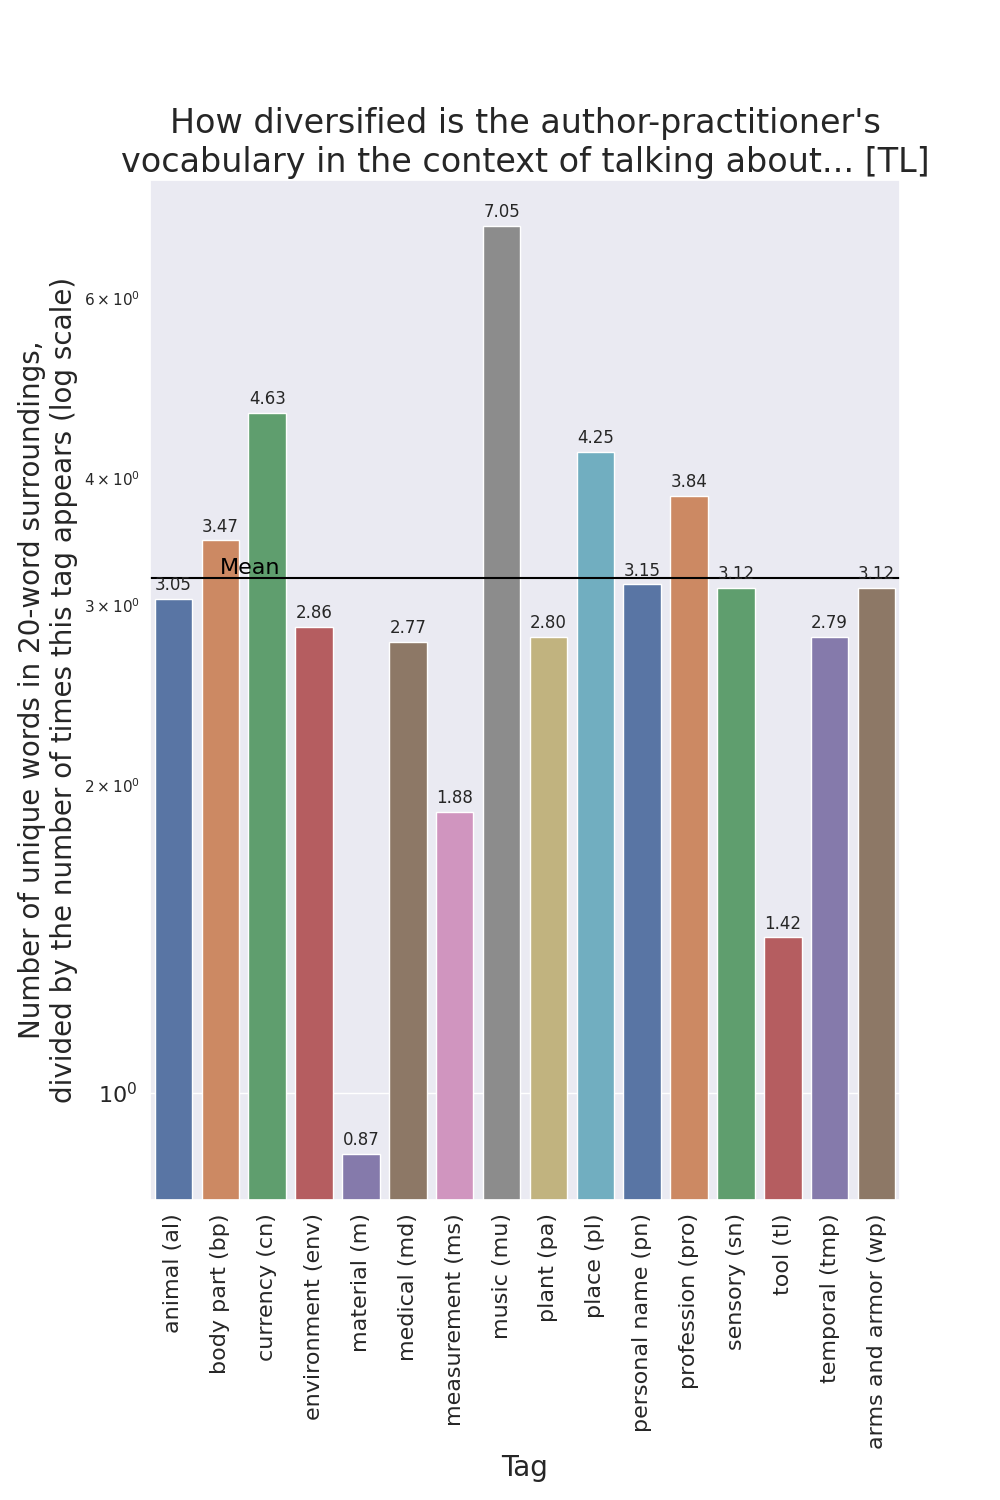 How diversified is the author-practitioner's
vocabulary in the context of talking about... [TL]
Number of unique words in 20-word surroundings,
divided by the number of times this tag appears (log scale)
6 × 10⁰
4 × 10⁰
3 × 10⁰
2 × 10⁰
10⁰
Mean
3.05
3.47
4.63
2.86
0.87
2.77
1.88
7.05
2.80
4.25
3.15
3.84
3.12
1.42
2.79
3.12
animal (al)
body part (bp)
currency (cn)
environment (env)
material (m)
medical (md)
measurement (ms)
music (mu)
plant (pa)
place (pl)
personal name (pn)
profession (pro)
sensory (sn)
tool (tl)
temporal (tmp)
arms and armor (wp)
Tag